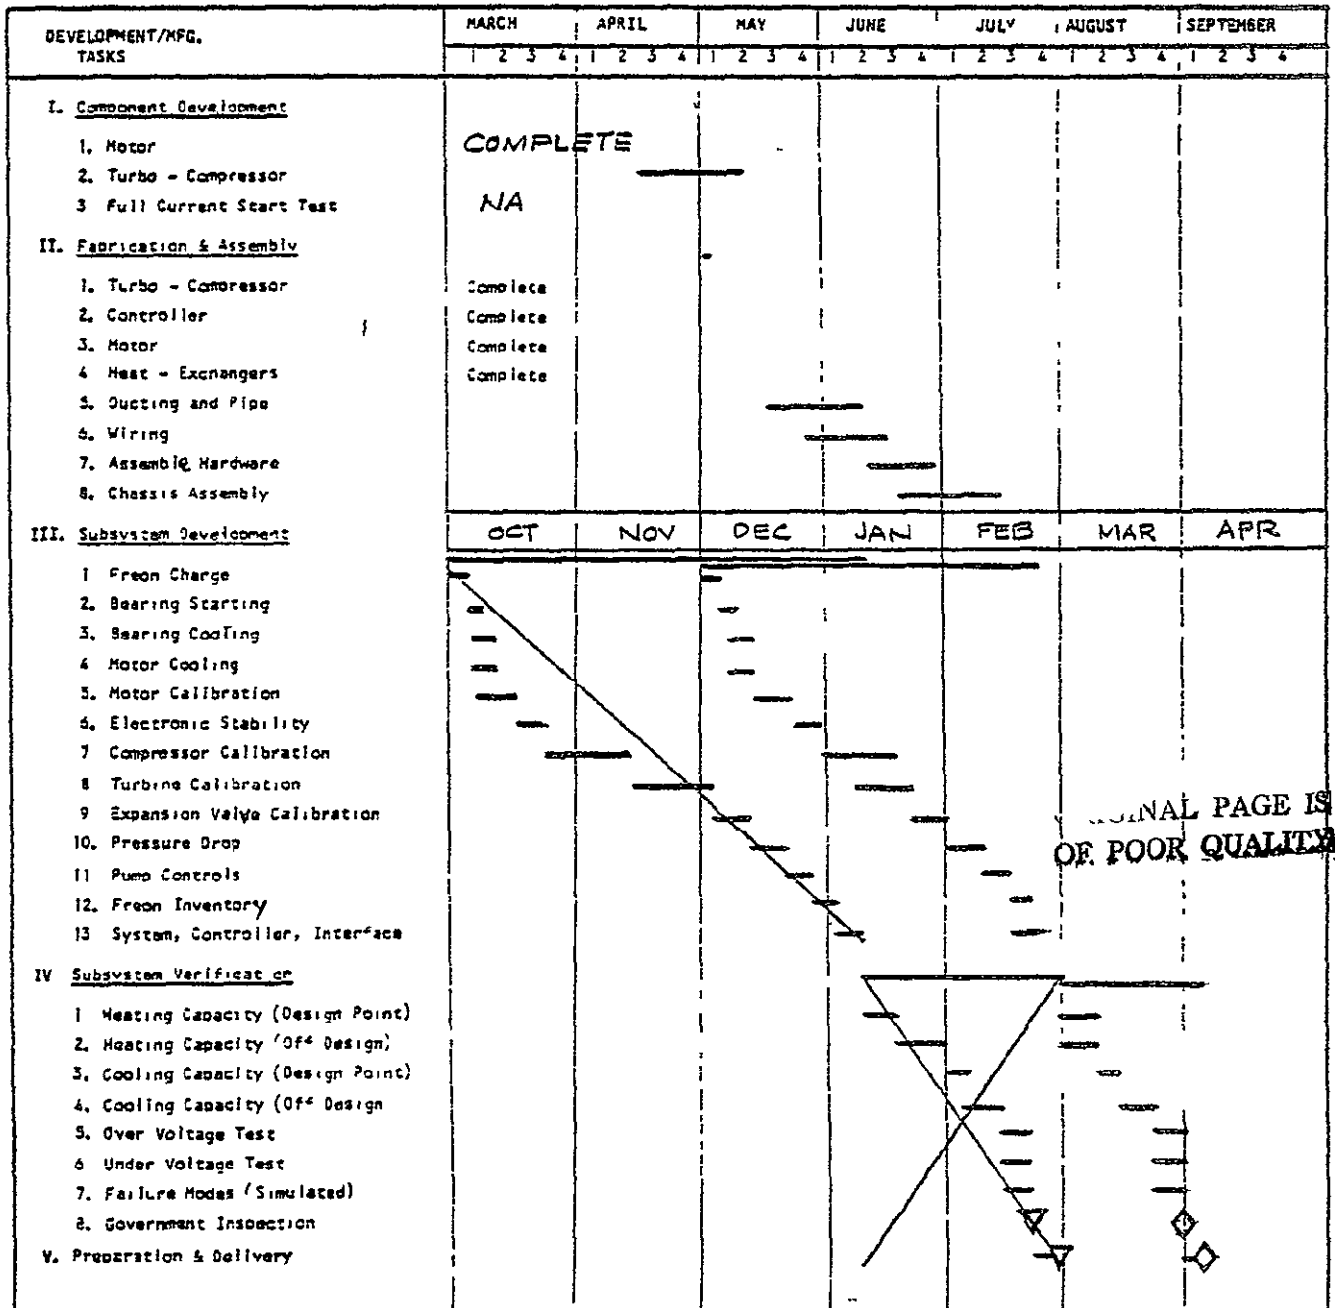 DEVELOPMENT/MFG.
TASKS
MARCH APRIL MAY JUNE JULY AUGUST SEPTEMBER
1 2 3 4 1 2 3 4 1 2 3 4 1 2 3 4 1 2 3 4 1 2 3 4 1 2 3 4
I. Component Development
1. Motor COMPLETE
2. Turbo - Compressor
3 Full Current Start Test NA
II. Fabrication & Assembly
1. Turbo - Compressor Complete
2. Controller Complete
3. Motor Complete
4 Heat - Exchangers Complete
5. Ducting and Pipe
6. Wiring
7. Assemble Hardware
8. Chassis Assembly
III. Subsystem Development OCT NOV DEC JAN FEB MAR APR
1 Freon Charge
2. Bearing Starting
3. Bearing Cooling
4 Motor Cooling
5. Motor Calibration
6. Electronic Stability
7 Compressor Calibration
8 Turbine Calibration
9 Expansion Valve Calibration
10. Pressure Drop
11 Pump Controls
12. Freon Inventory
13 System, Controller, Interface
PAGE IS
OF POOR QUALITY
IV Subsystem Verification
1 Heating Capacity (Design Point)
2. Heating Capacity (Off Design)
3. Cooling Capacity (Design Point)
4. Cooling Capacity (Off Design
5. Over Voltage Test
6 Under Voltage Test
7. Failure Modes (Simulated)
8. Government Inspection
V. Preparation & Delivery